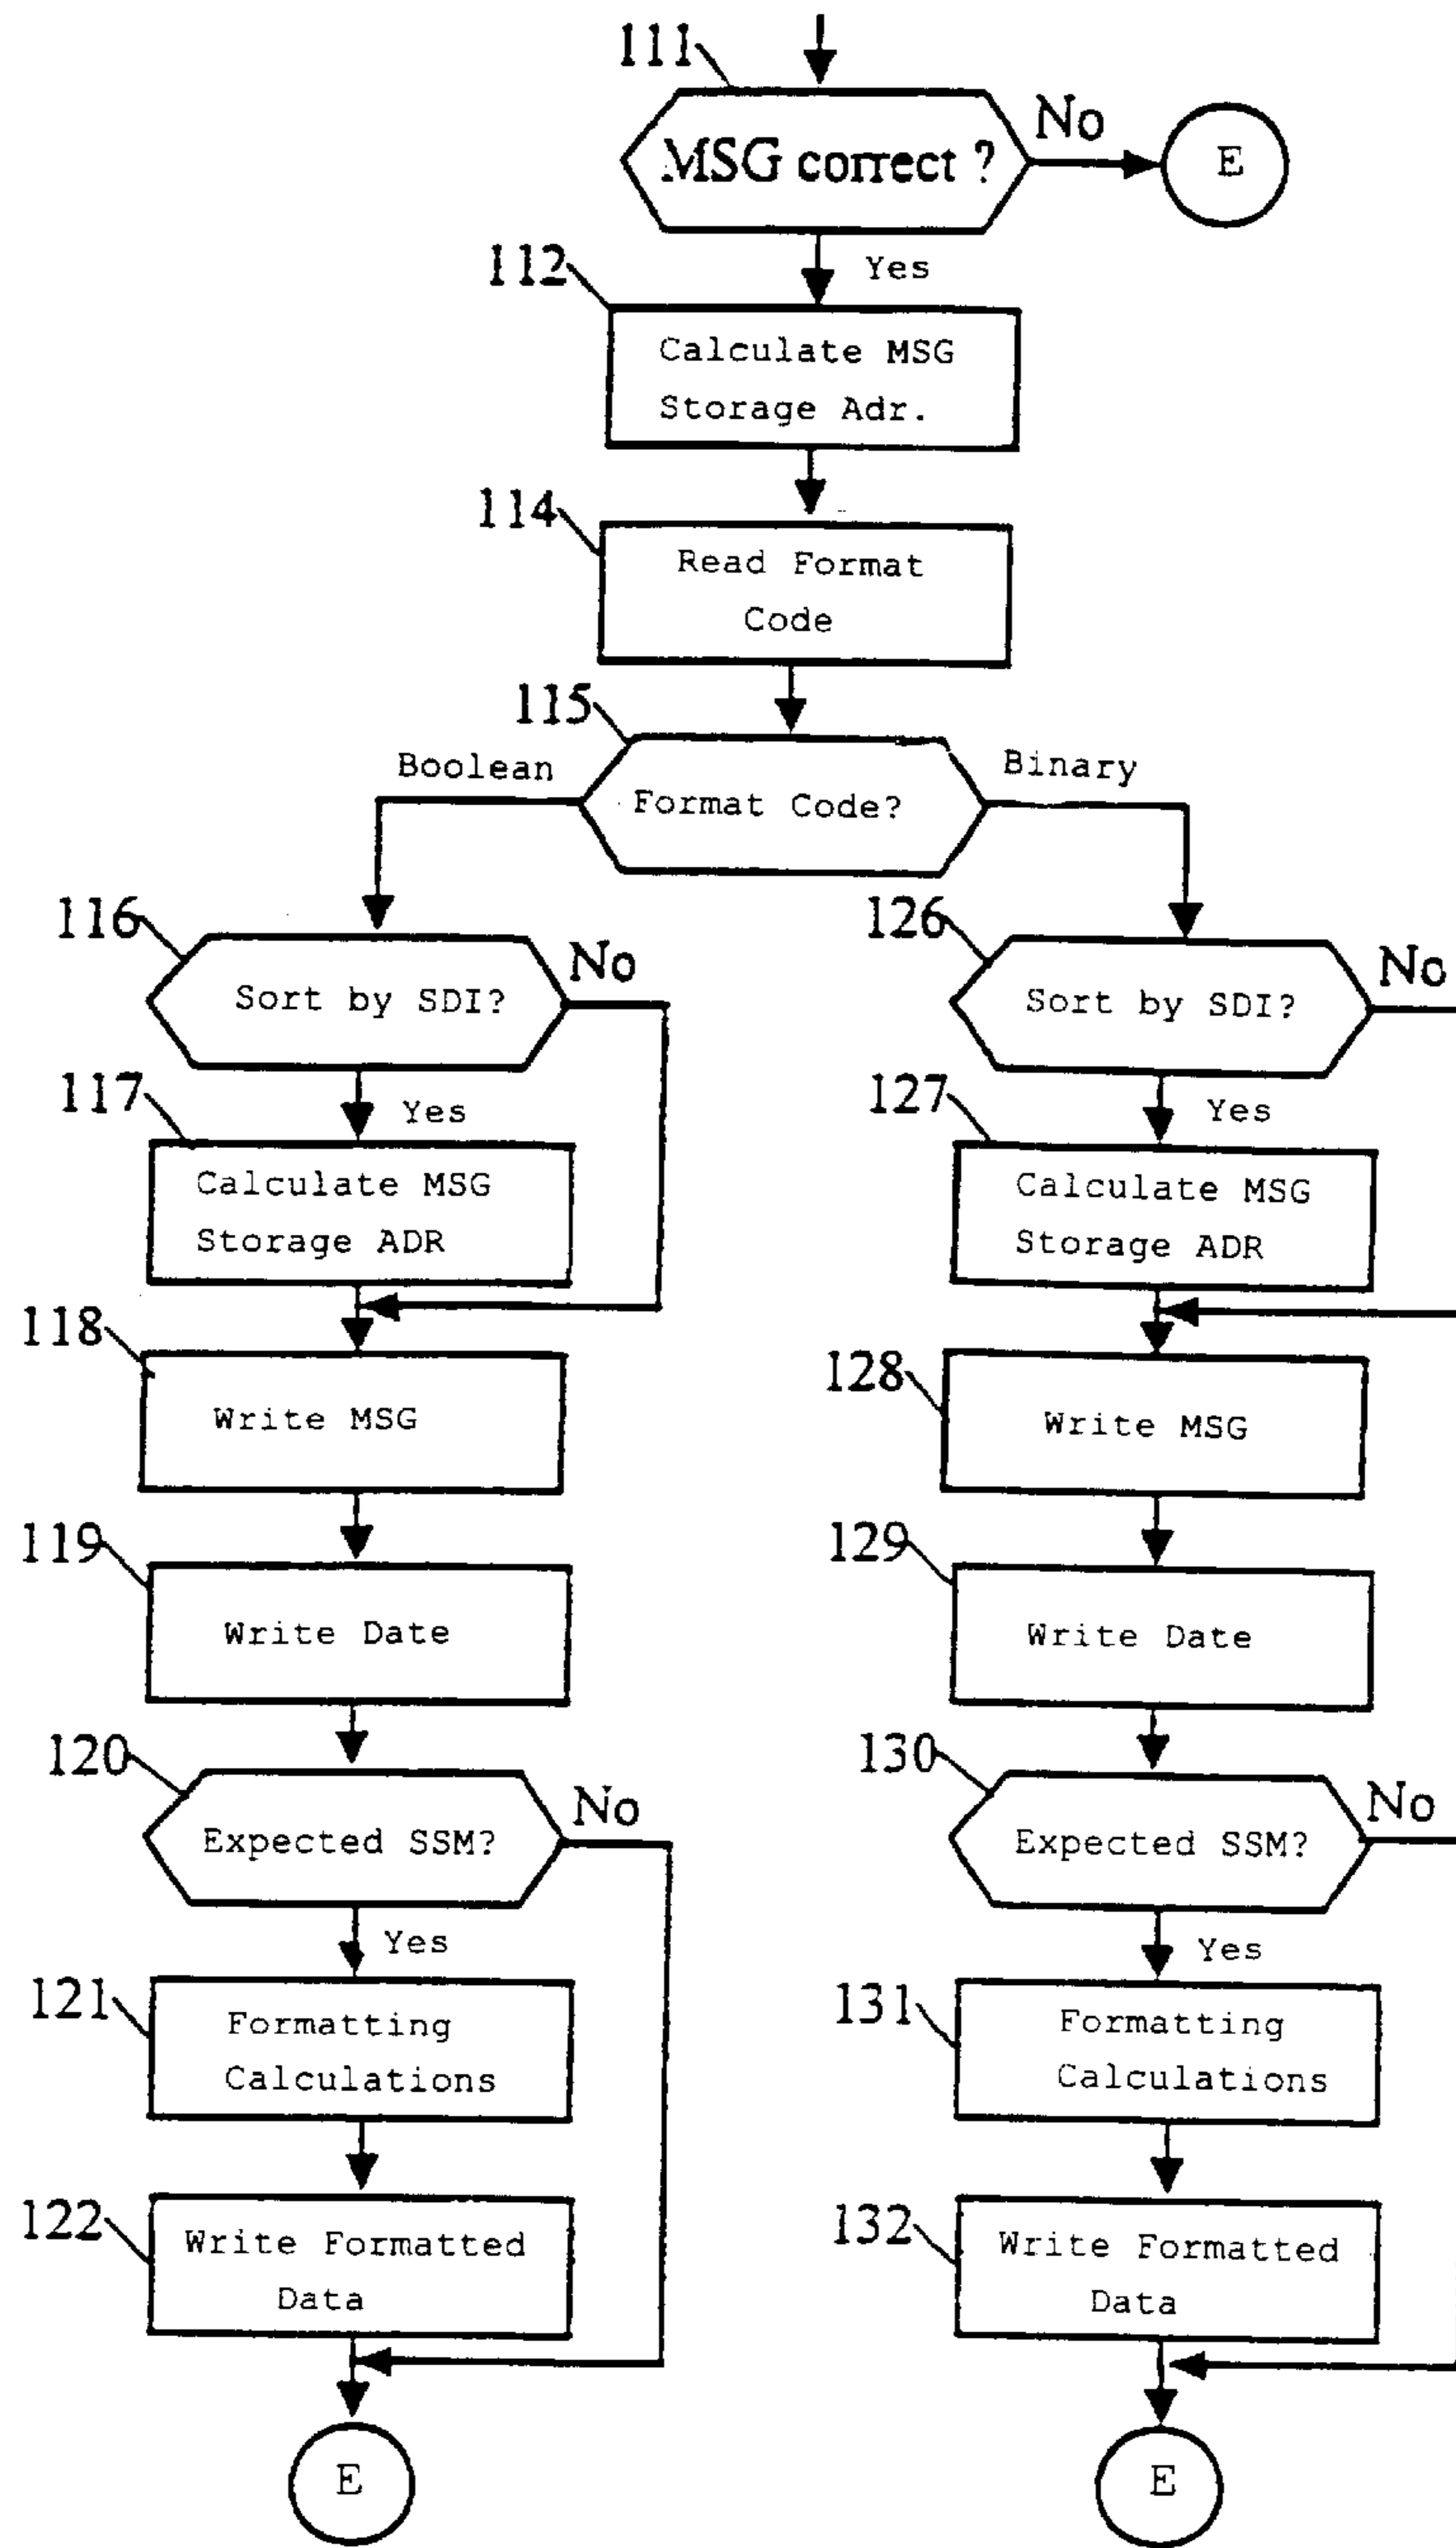 111
MSG correct ?
No
E
112
Yes
Calculate MSG
Storage Adr.
114
Read Format
Code
115
Boolean
Format Code?
Binary
116
Sort by SDI?
No
126
Sort by SDI?
No
117
Yes
Calculate MSG
Storage ADR
127
Yes
Calculate MSG
Storage ADR
118
Write MSG
128
Write MSG
119
Write Date
129
Write Date
120
Expected SSM?
No
130
Expected SSM?
No
121
Yes
Formatting
Calculations
131
Yes
Formatting
Calculations
122
Write Formatted
Data
132
Write Formatted
Data
E
E